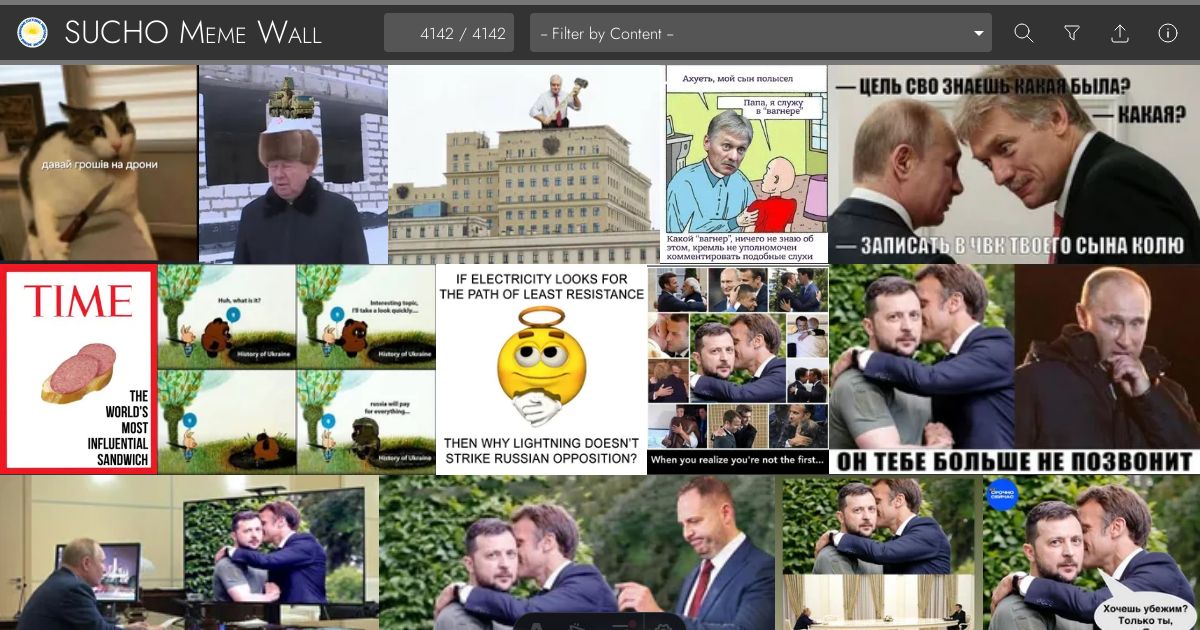 SUCHO MEME WALL
4142 / 4142
– Filter by Content –
давай грошів на дрони
Ахуеть, мой сын полысел
Папа, я служу
в "вагнере"
Какой "вагнер", ничего не знаю об
этом, кремль не уполномочен
комментировать подобные слухи
— ЦЕЛЬ СВО ЗНАЕШЬ КАКАЯ БЫЛА?
— КАКАЯ?
— ЗАПИСАТЬ В ЧВК ТВОЕГО СЫНА КОЛЮ
TIME
THE
WORLD'S
MOST
INFLUENTIAL
SANDWICH
Huh, what is it?
History of Ukraine
Interesting topic,
I'll take a look quickly...
History of Ukraine
russia will pay
for everything...
History of Ukraine
IF ELECTRICITY LOOKS FOR
THE PATH OF LEAST RESISTANCE
THEN WHY LIGHTNING DOESN'T
STRIKE RUSSIAN OPPOSITION?
When you realize you're not the first...
ОН ТЕБЕ БОЛЬШЕ НЕ ПОЗВОНИТ
СРОЧНО
СЕЙЧАС
Хочешь убежим?
Только ты,